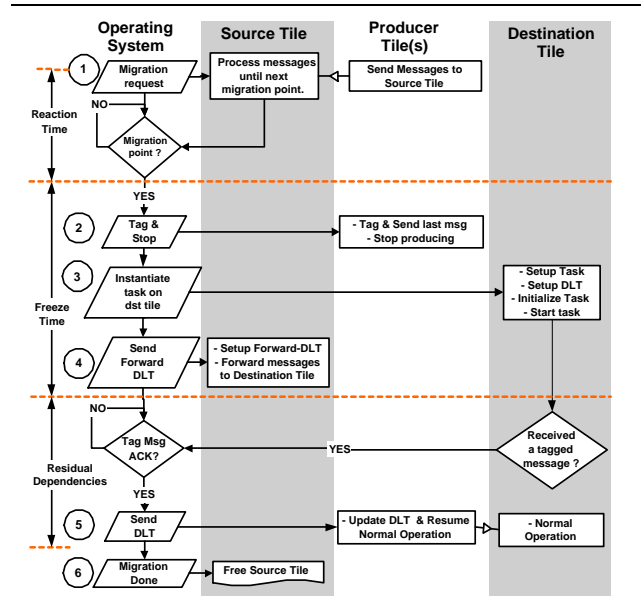 Operating
System
Source Tile
Producer
Tile(s)
Destination
Tile
1
Migration
request
Process messages
until next
migration point.
Send Messages to
Source Tile
Reaction
Time
NO
Migration
point ?
YES
2
Tag &
Stop
- Tag & Send last msg
- Stop producing
3
Instantiate
task on
dst tile
- Setup Task
- Setup DLT
- Initialize Task
- Start task
Freeze
Time
4
Send
Forward
DLT
- Setup Forward-DLT
- Forward messages
to Destination Tile
NO
Tag Msg
ACK?
YES
Received
a tagged
message ?
Residual
Dependencies
YES
5
Send
DLT
- Update DLT & Resume
Normal Operation
- Normal
Operation
6
Migration
Done
Free Source Tile